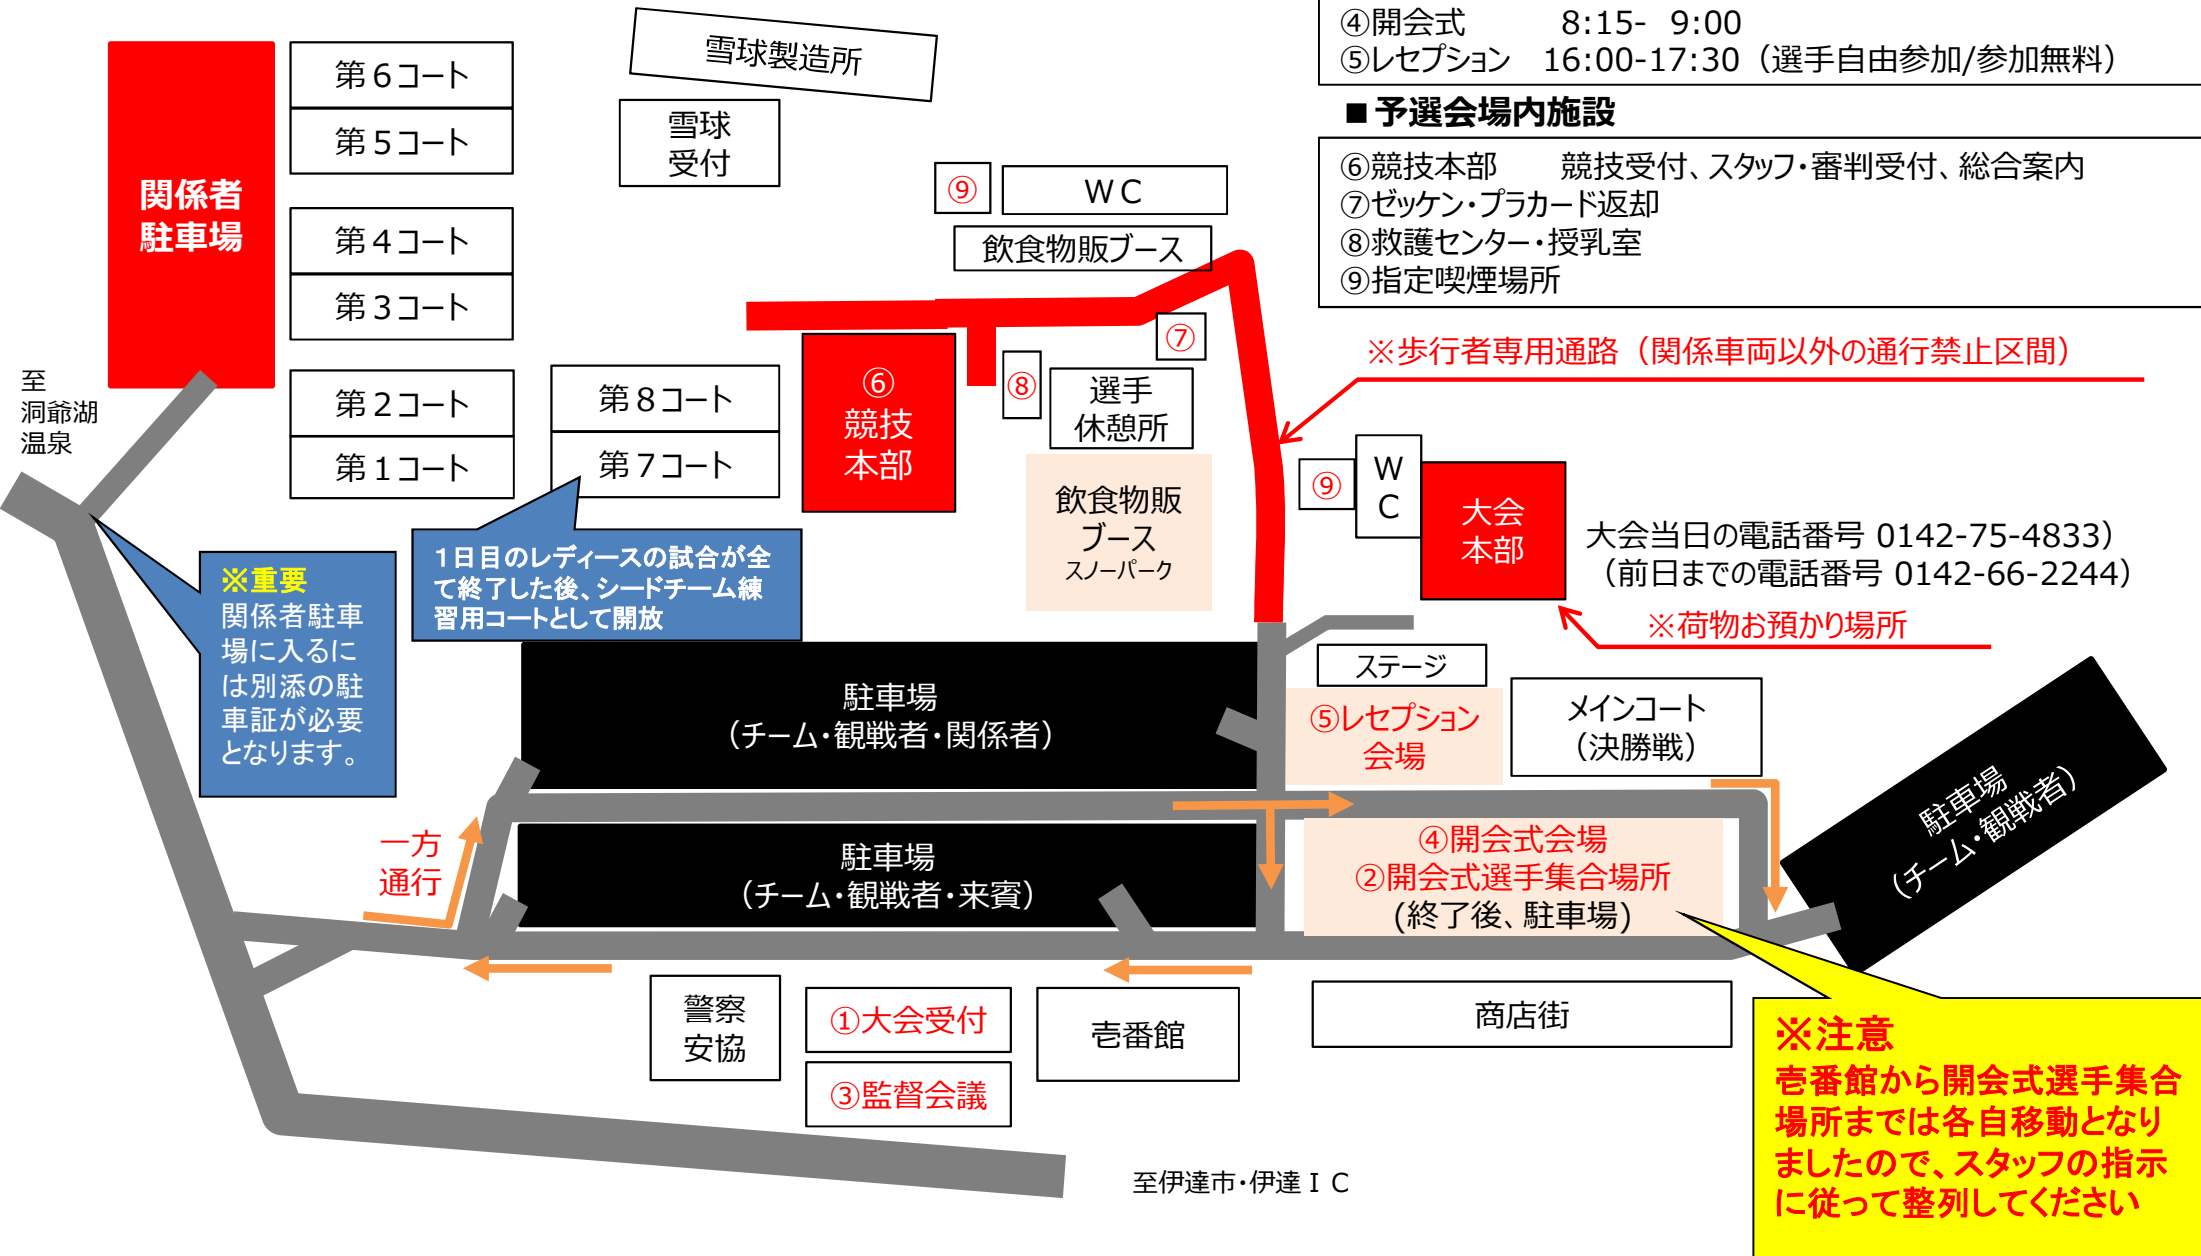 ④開会式　8:15- 9:00
⑤レセプション　16:00-17:30（選手自由参加/参加無料）
■予選会場内施設
⑥競技本部　競技受付、スタッフ・審判受付、総合案内
⑦ゼッケン・プラカード返却
⑧救護センター・授乳室
⑨指定喫煙場所
雪球製造所
雪球
受付
関係者
駐車場
第６コート
第５コート
第４コート
第３コート
第２コート
第１コート
第８コート
第７コート
⑨
ＷＣ
飲食物販ブース
⑦
⑧
⑥
競技
本部
選手
休憩所
飲食物販
ブース
スノーパーク
※歩行者専用通路（関係車両以外の通行禁止区間）
⑨
Ｗ
Ｃ
大会
本部
大会当日の電話番号 0142-75-4833）
（前日までの電話番号 0142-66-2244）
※荷物お預かり場所
至
洞爺湖
温泉
※重要
関係者駐車
場に入るに
は別添の駐
車証が必要
となります。
１日目のレディースの試合が全
て終了した後、シードチーム練
習用コートとして開放
駐車場
（チーム・観戦者・関係者）
ステージ
⑤レセプション
会場
メインコート
（決勝戦）
駐車場
（チーム・観戦者）
一方
通行
駐車場
（チーム・観戦者・来賓）
④開会式会場
②開会式選手集合場所
(終了後、駐車場)
警察
安協
①大会受付
③監督会議
壱番館
商店街
※注意
壱番館から開会式選手集合
場所までは各自移動となり
ましたので、スタッフの指示
に従って整列してください
至伊達市・伊達ＩＣ